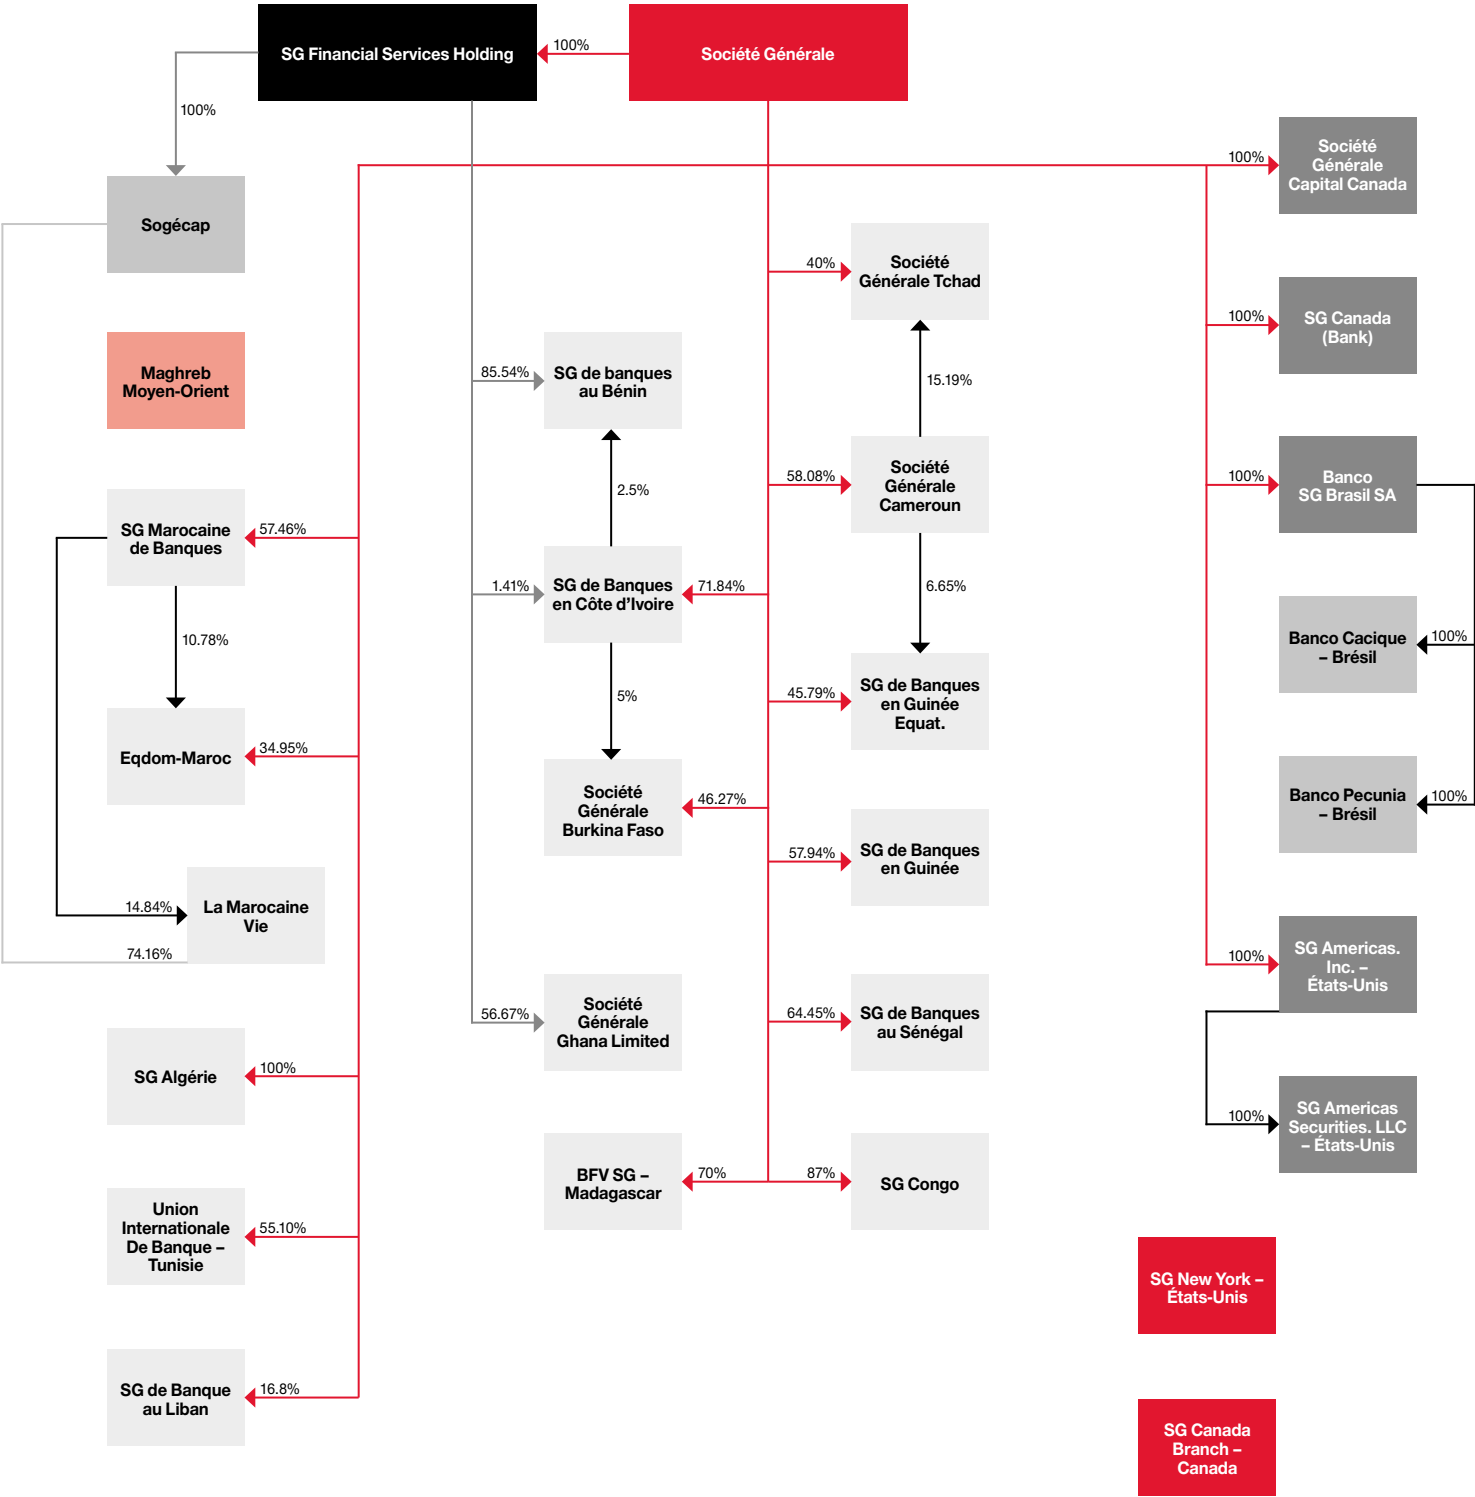 SG Financial Services Holding
100%
Société Générale
100%
Sogécap
Maghreb
Moyen-Orient
SG Marocaine
de Banques
57.46%
10.78%
Eqdom-Maroc
34.95%
14.84%
La Marocaine
Vie
74.16%
SG Algérie
100%
Union
Internationale
De Banque –
Tunisie
55.10%
SG de Banque
au Liban
16.8%
85.54%
SG de banques
au Bénin
2.5%
1.41%
SG de Banques
en Côte d’Ivoire
71.84%
5%
Société
Générale
Burkina Faso
46.27%
56.67%
Société
Générale
Ghana Limited
BFV SG –
Madagascar
70%
40%
Société
Générale Tchad
15.19%
58.08%
Société
Générale
Cameroun
6.65%
45.79%
SG de Banques
en Guinée
Equat.
57.94%
SG de Banques
en Guinée
64.45%
SG de Banques
au Sénégal
87%
SG Congo
100%
Société
Générale
Capital Canada
100%
SG Canada
(Bank)
100%
Banco
SG Brasil SA
Banco Cacique
– Brésil
100%
Banco Pecunia
– Brésil
100%
100%
SG Americas.
Inc. –
États-Unis
100%
SG Americas
Securities. LLC
– États-Unis
SG New York –
États-Unis
SG Canada
Branch –
Canada